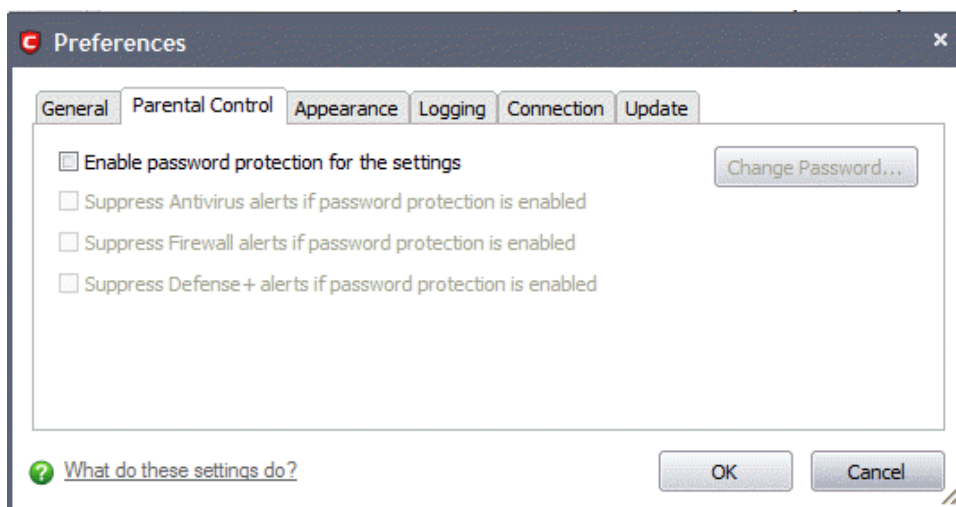 Preferences
General Parental Control Appearance Logging Connection Update
Enable password protection for the settings
Change Password...
Suppress Antivirus alerts if password protection is enabled
Suppress Firewall alerts if password protection is enabled
Suppress Defense+ alerts if password protection is enabled
What do these settings do?
OK
Cancel